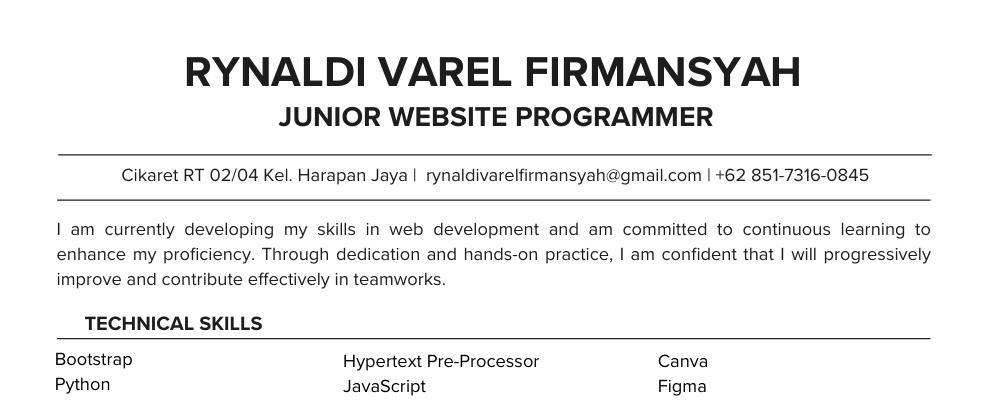 RYNALDI VAREL FIRMANSYAH
JUNIOR WEBSITE PROGRAMMER
Cikaret RT 02/04 Kel. Harapan Jaya | rynaldivarelfirmansyah@gmail.com | +62 851-7316-0845
I am currently developing my skills in web development and am committed to continuous learning to
enhance my proficiency. Through dedication and hands-on practice, I am confident that I will progressively
improve and contribute effectively in teamworks.
TECHNICAL SKILLS
Bootstrap Hypertext Pre-Processor Canva
Python JavaScript Figma